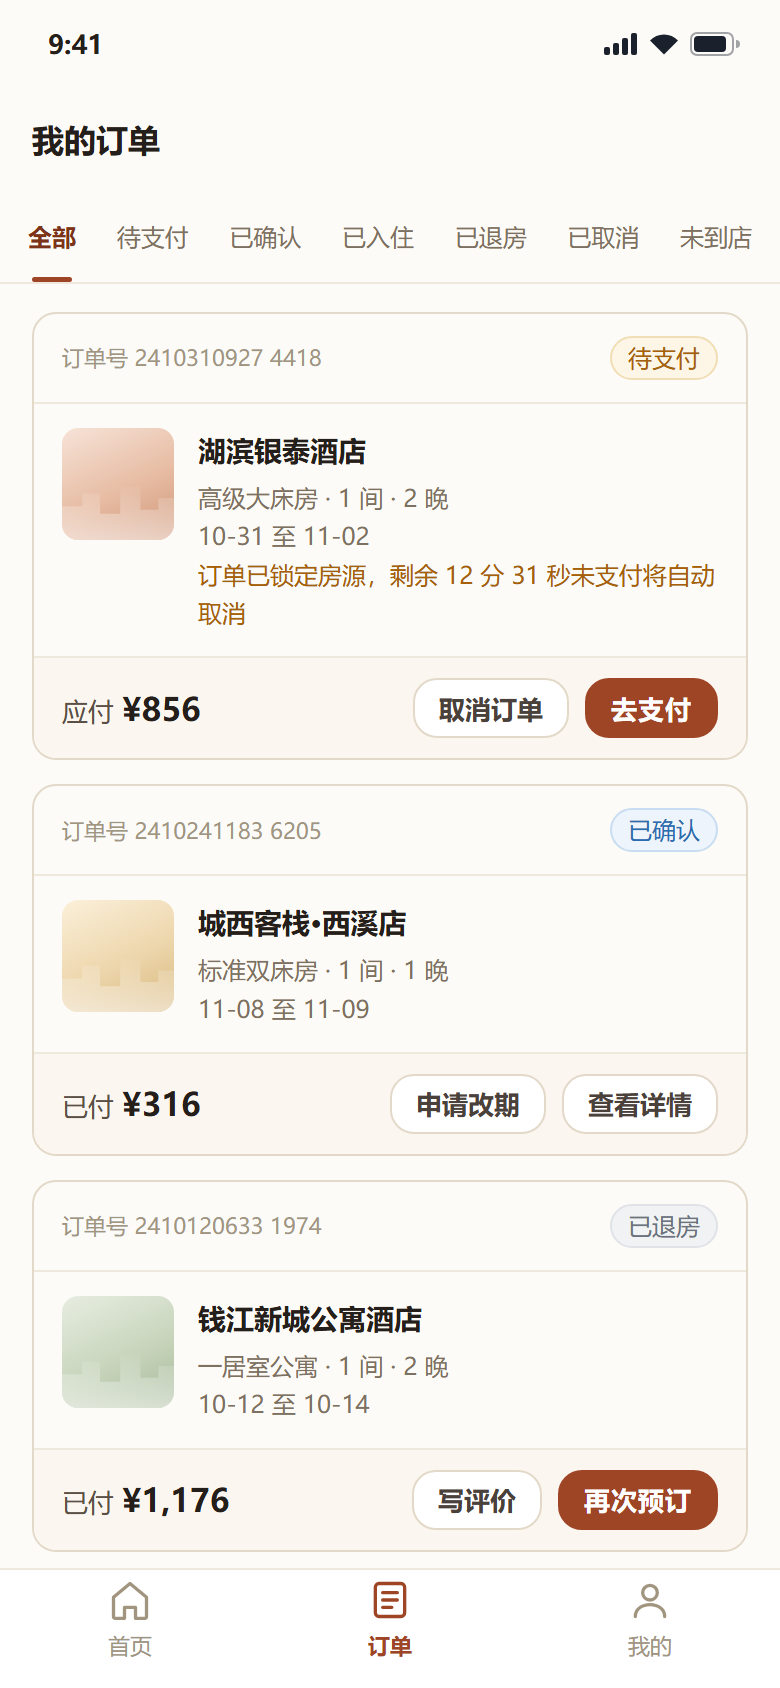 9:41
我的订单
全部 待支付 已确认 已入住 已退房 已取消 未到店
订单号 2410310927 4418 待支付
湖滨银泰酒店
高级大床房 · 1 间 · 2 晚
10-31 至 11-02
订单已锁定房源，剩余 12 分 31 秒未支付将自动
取消
应付 ¥856 取消订单 去支付
订单号 2410241183 6205 已确认
城西客栈·西溪店
标准双床房 · 1 间 · 1 晚
11-08 至 11-09
已付 ¥316 申请改期 查看详情
订单号 2410120633 1974 已退房
钱江新城公寓酒店
一居室公寓 · 1 间 · 2 晚
10-12 至 10-14
已付 ¥1,176 写评价 再次预订
首页 订单 我的